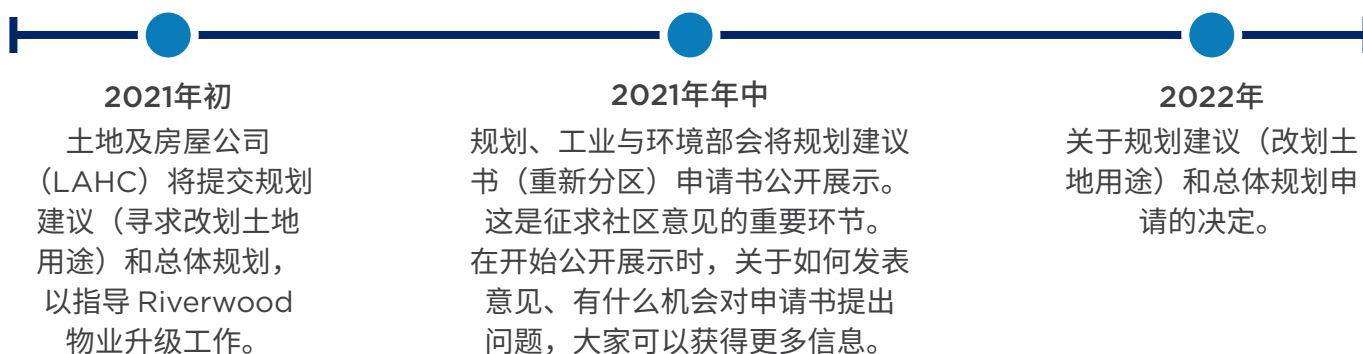 2021年初
土地及房屋公司
（LAHC）将提交规划
建议（寻求改划土地
用途）和总体规划，
以指导 Riverwood
物业升级工作。
2021年年中
规划、工业与环境部会将规划建议
书（重新分区）申请书公开展示。
这是征求社区意见的重要环节。
在开始公开展示时，关于如何发表
意见、有什么机会对申请书提出
问题，大家可以获得更多信息。
2022年
关于规划建议（改划土
地用途）和总体规划申
请的决定。